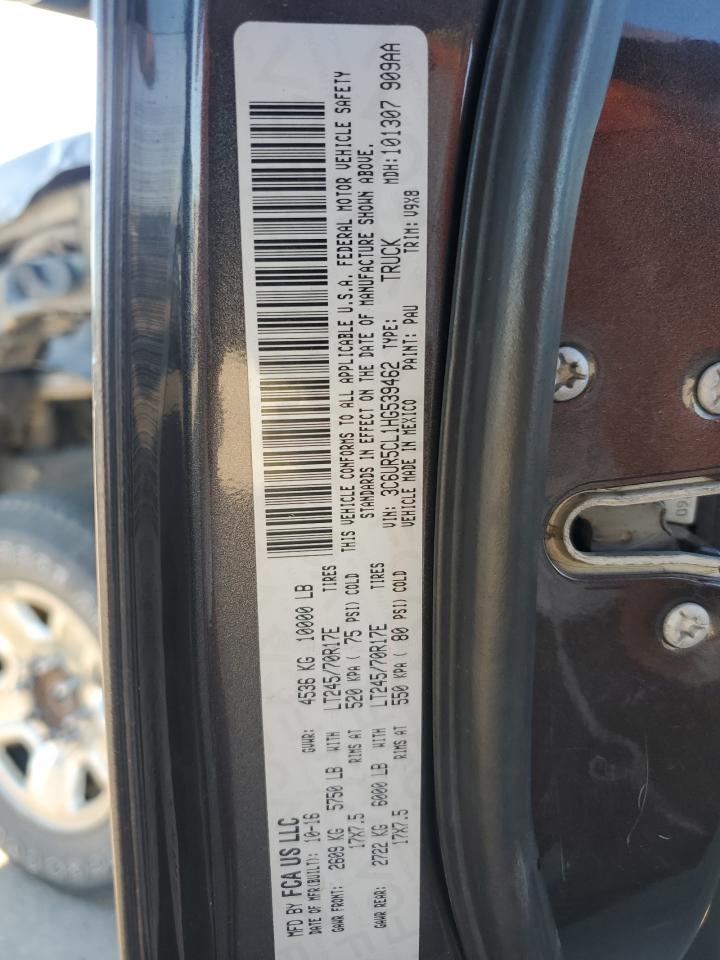 MFD BY FCA US LLC
DATE OF MFR(BUILT): 10-16 GVWR: 4536 KG 10000 LB
GAWR FRONT: 2609 KG 5750 LB WITH LT245/70R17E TIRES
17X7.5 RIMS AT 520 KPA ( 75 PSI) COLD
GAWR REAR: 2722 KG 6000 LB WITH LT245/70R17E TIRES
17X7.5 RIMS AT 550 KPA ( 80 PSI) COLD
THIS VEHICLE CONFORMS TO ALL APPLICABLE U.S.A. FEDERAL MOTOR VEHICLE SAFETY
STANDARDS IN EFFECT ON THE DATE OF MANUFACTURE SHOWN ABOVE.
VIN: 3C6UR5CL1HG539462 TYPE: TRUCK MDH:101307 909AA
VEHICLE MADE IN MEXICO PAINT: PAU TRIM: V9X8